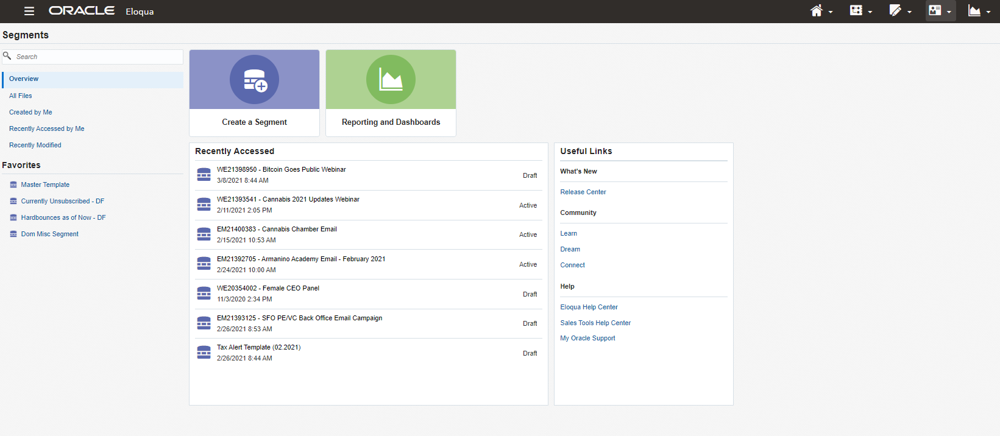 ORACLE Eloqua
Segments
Search
Overview
All Files
Created by Me
Recently Accessed by Me
Recently Modified
Favorites
Master Template
Currently Unsubscribed - DF
Hardbounces as of Now - DF
Dom Misc Segment
Create a Segment
Reporting and Dashboards
Recently Accessed
WE21398950 - Bitcoin Goes Public Webinar
3/8/2021 8:44 AM
Draft
WE21393541 - Cannabis 2021 Updates Webinar
2/11/2021 2:05 PM
Active
EM21400383 - Cannabis Chamber Email
2/15/2021 10:53 AM
Active
EM21392705 - Armanino Academy Email - February 2021
2/24/2021 10:00 AM
Active
WE20354002 - Female CEO Panel
11/3/2020 2:34 PM
Draft
EM21393125 - SFO PE/VC Back Office Email Campaign
2/26/2021 8:53 AM
Draft
Tax Alert Template (02.2021)
2/26/2021 8:44 AM
Draft
Useful Links
What's New
Release Center
Community
Learn
Dream
Connect
Help
Eloqua Help Center
Sales Tools Help Center
My Oracle Support